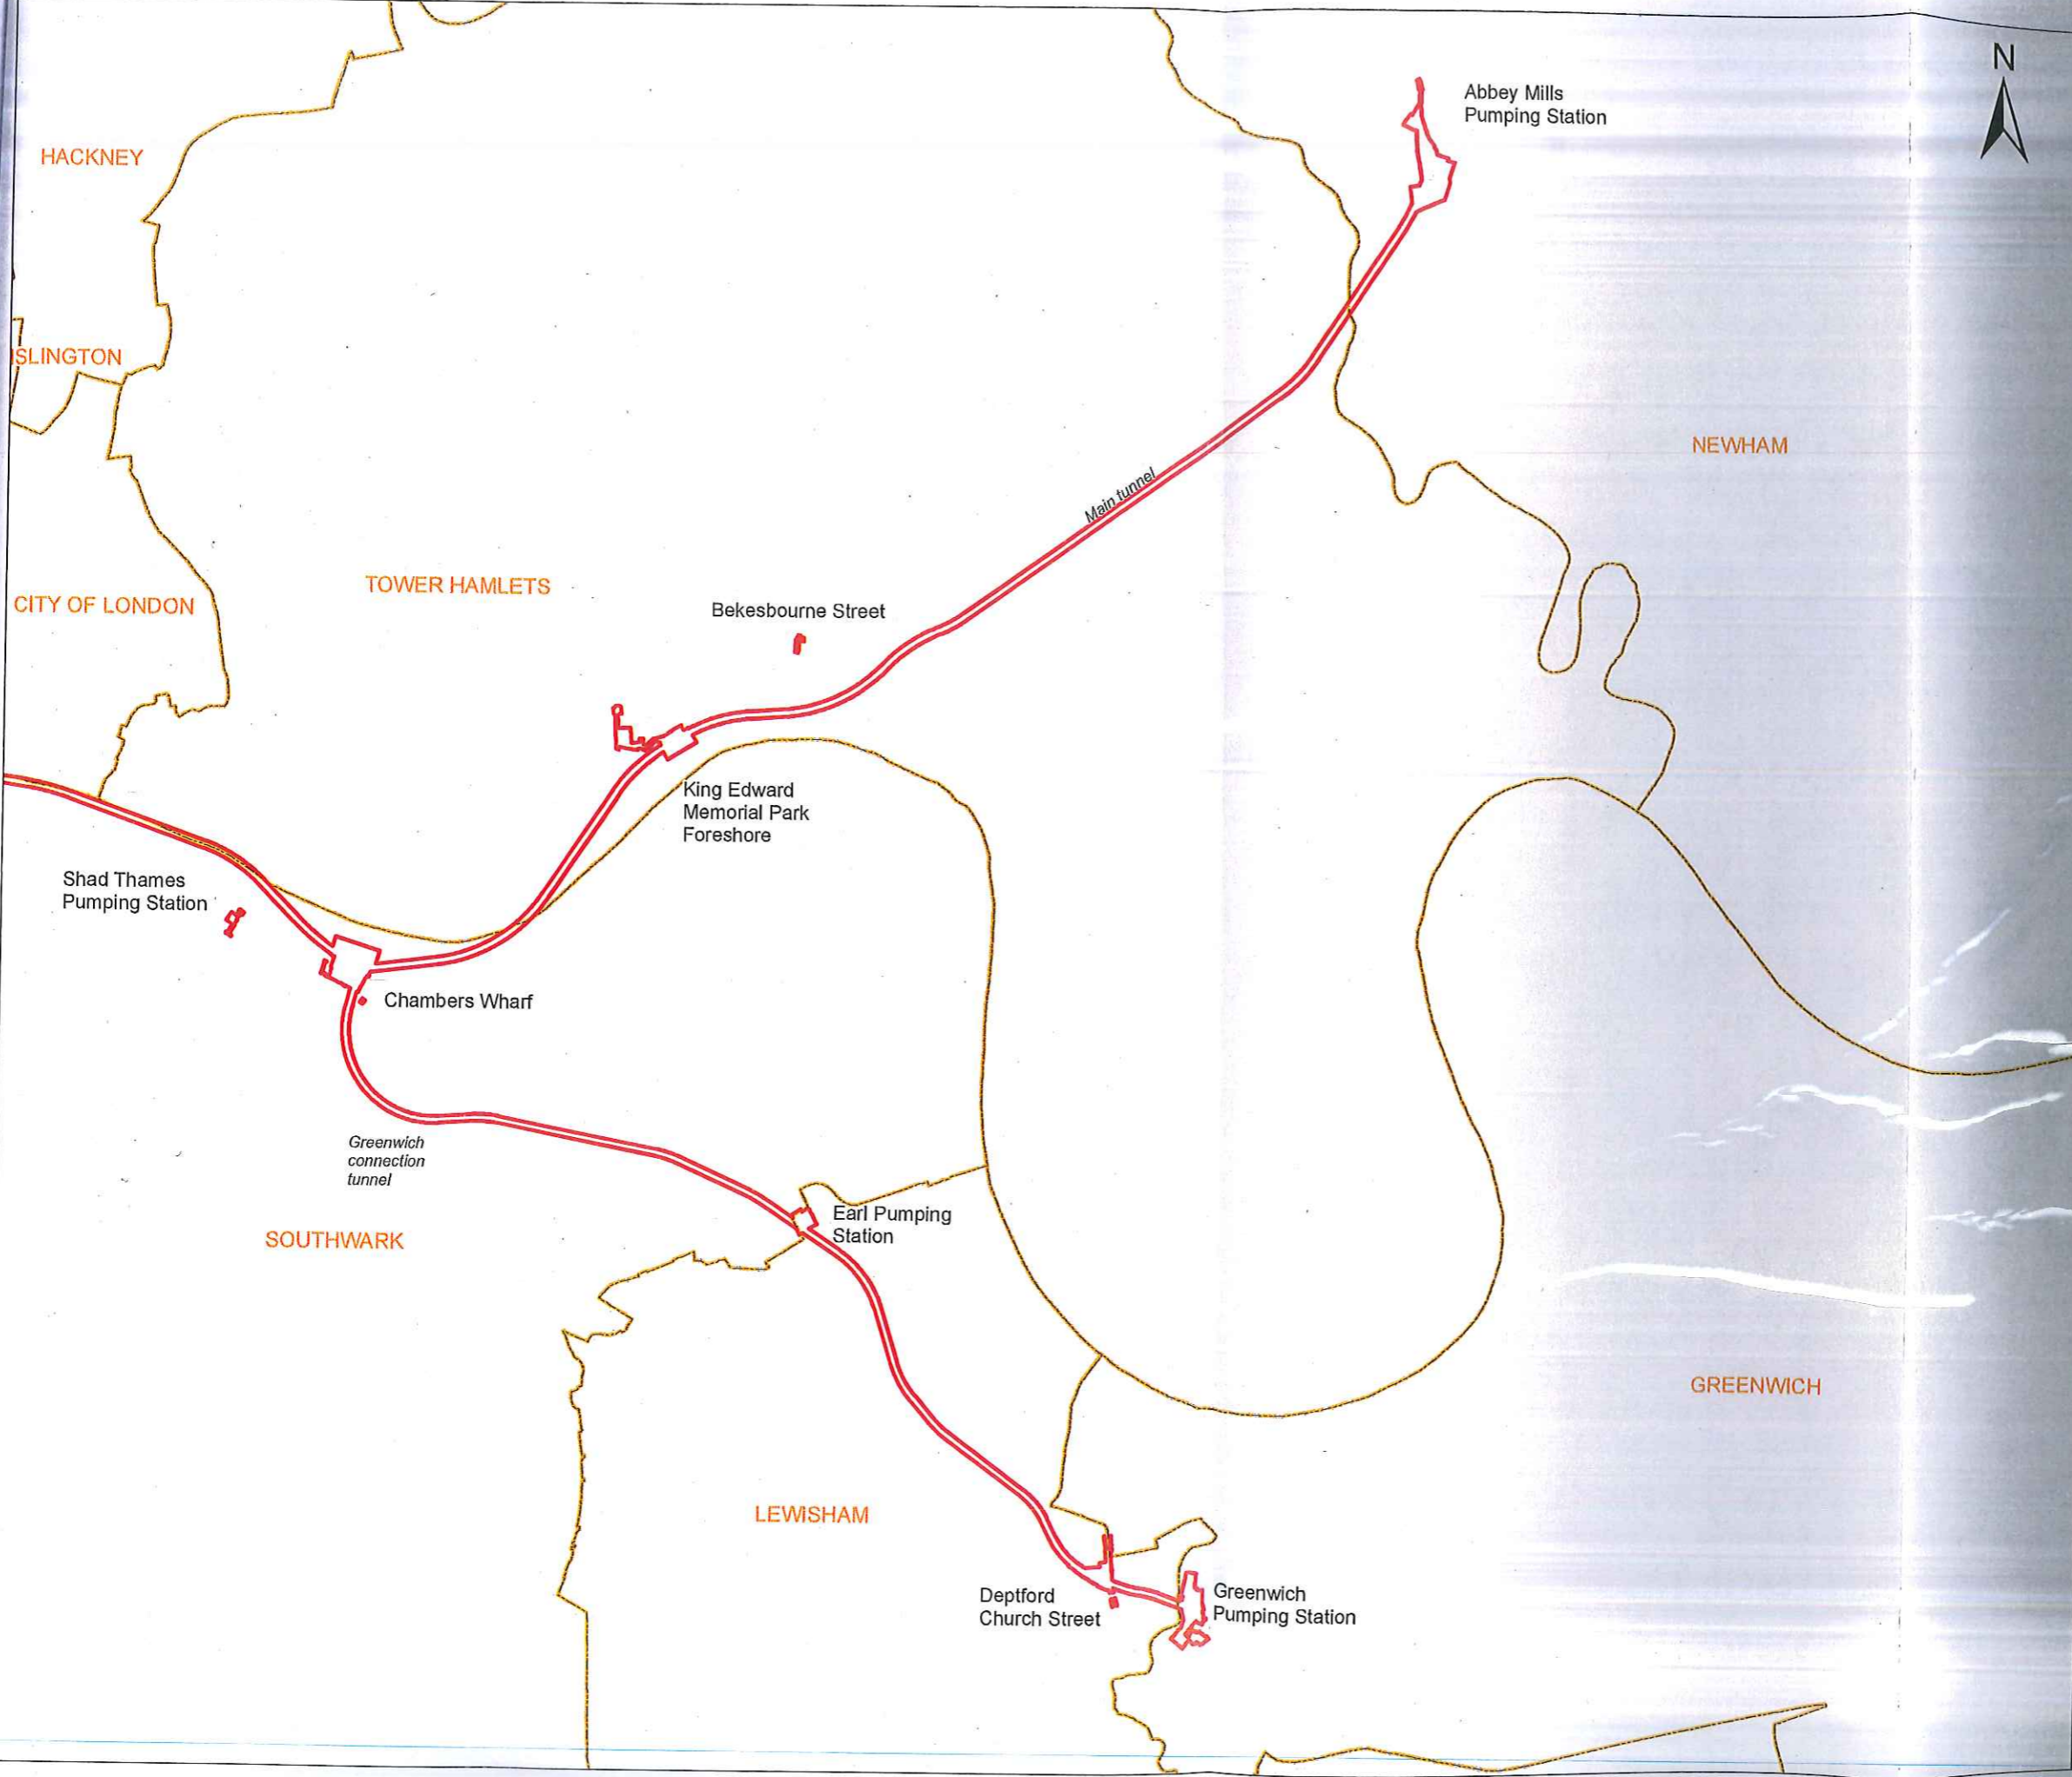 N
Abbey Mills
Pumping Station
HACKNEY
ISLINGTON
NEWHAM
Main tunnel
TOWER HAMLETS
CITY OF LONDON
Bekesbourne Street
King Edward
Memorial Park
Foreshore
Shad Thames
Pumping Station
Chambers Wharf
Greenwich
connection
tunnel
Earl Pumping
Station
SOUTHWARK
GREENWICH
LEWISHAM
Deptford
Church Street
Greenwich
Pumping Station